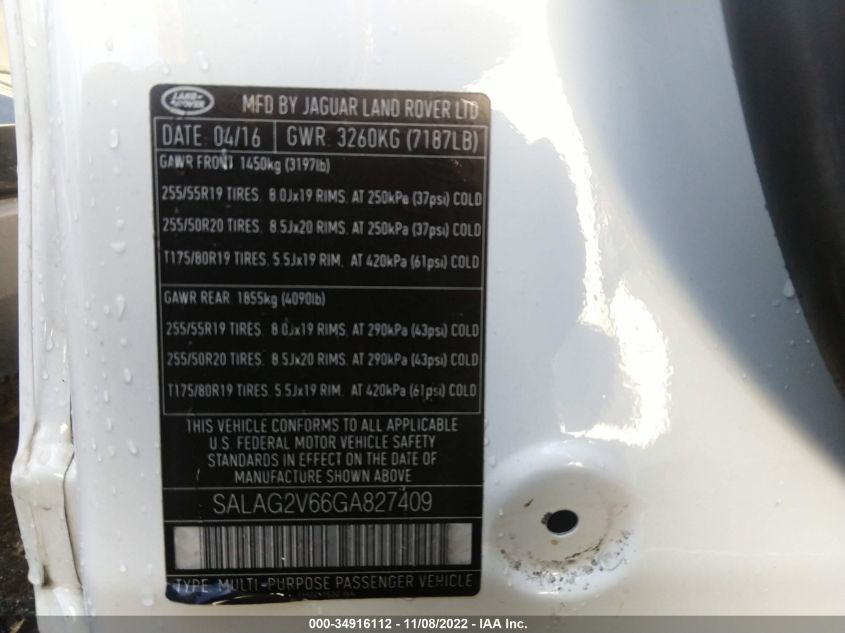 LAND-
ROVER
MFD BY JAGUAR LAND ROVER LTD
DATE: 04/16 GWR: 3260KG (7187LB)
GAWR FRONT 1450kg (3197lb)
255/55R19 TIRES. 8.0Jx19 RIMS. AT 250kPa (37psi) COLD
255/50R20 TIRES. 8.5Jx20 RIMS. AT 250kPa (37psi) COLD
T175/80R19 TIRES. 5.5Jx19 RIM. AT 420kPa (61psi) COLD
GAWR REAR 1855kg (4090lb)
255/55R19 TIRES. 8.0Jx19 RIMS. AT 290kPa (43psi) COLD
255/50R20 TIRES. 8.5Jx20 RIMS. AT 290kPa (43psi) COLD
T175/80R19 TIRES. 5.5Jx19 RIM. AT 420kPa (61psi) COLD
THIS VEHICLE CONFORMS TO ALL APPLICABLE
U.S. FEDERAL MOTOR VEHICLE SAFETY
STANDARDS IN EFFECT ON THE DATE OF
MANUFACTURE SHOWN ABOVE
SALAG2V66GA827409
TYPE: MULTI-PURPOSE PASSENGER VEHICLE
000-34916112 - 11/08/2022 - IAA Inc.